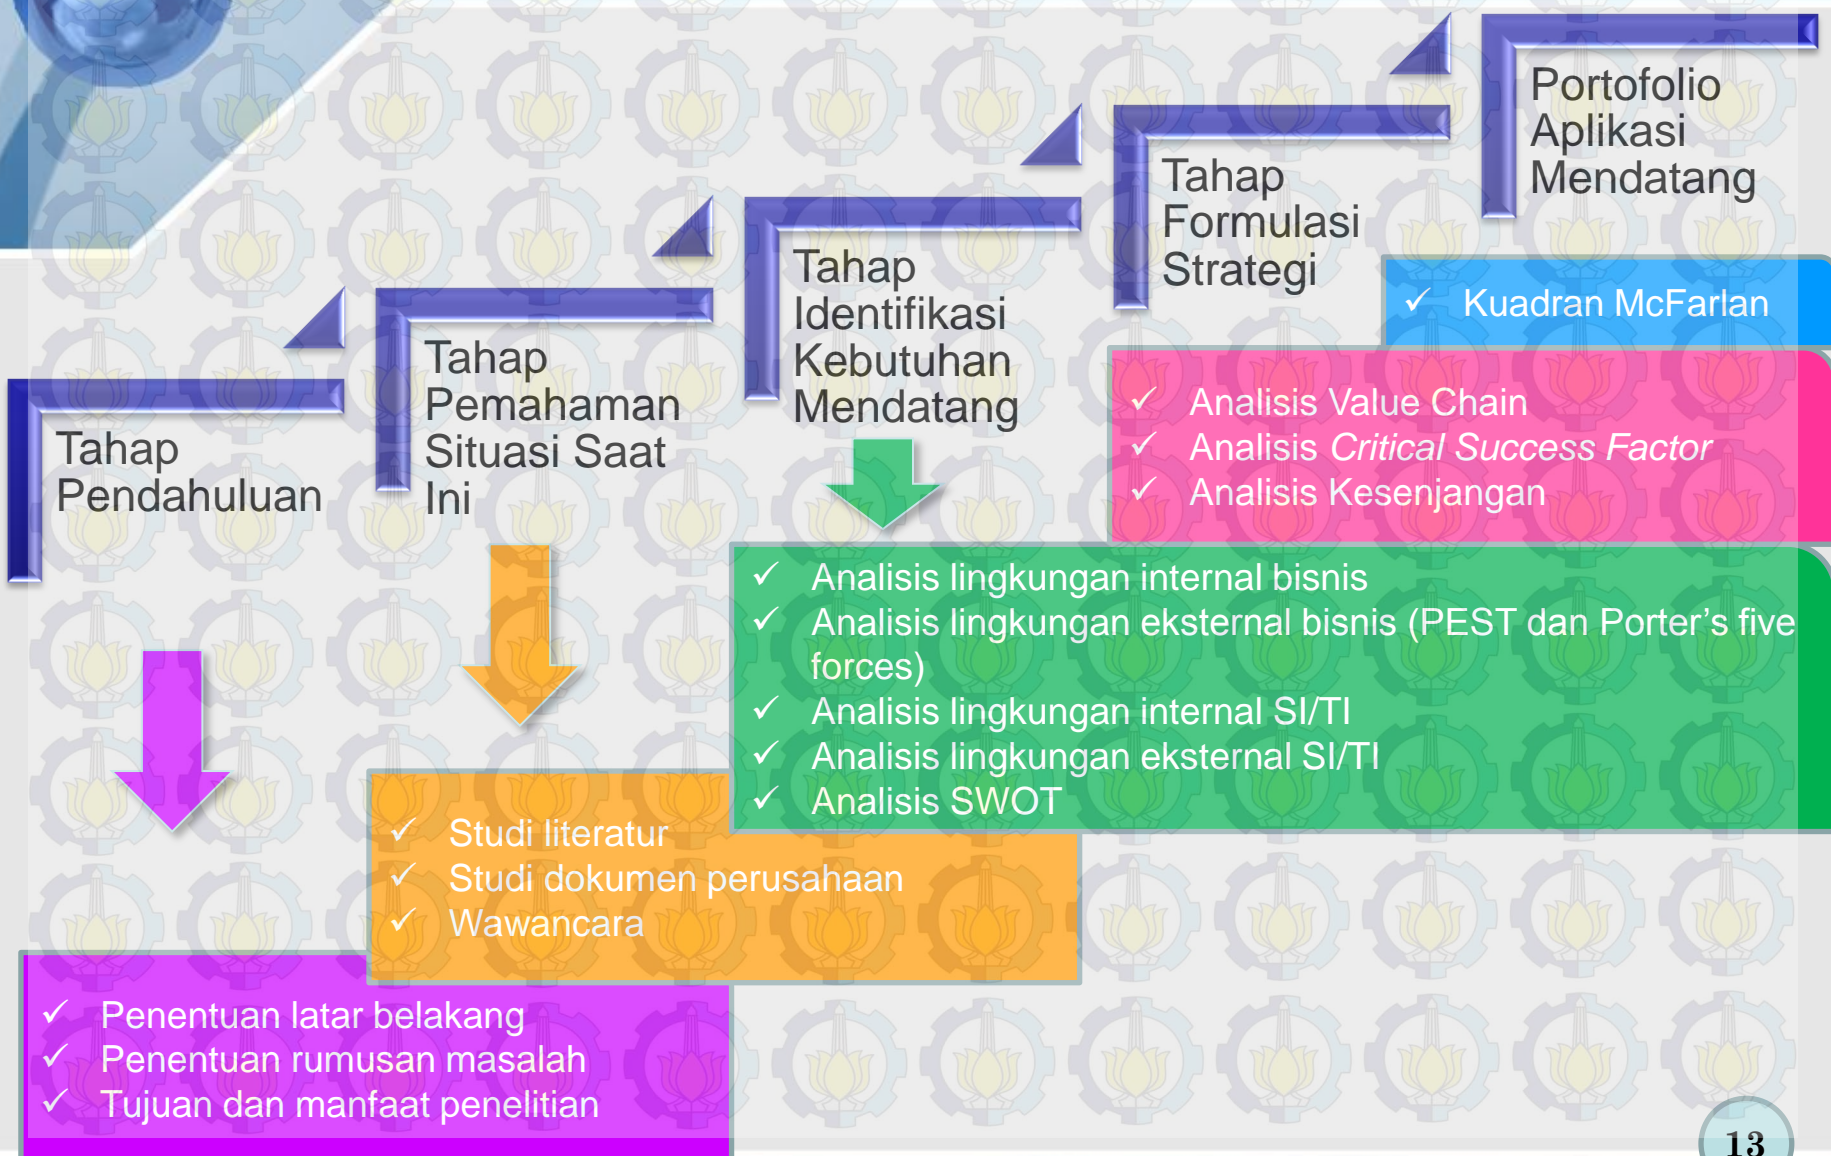 Tahap
Pendahuluan
✓ Penentuan latar belakang
✓ Penentuan rumusan masalah
✓ Tujuan dan manfaat penelitian
Tahap
Pemahaman
Situasi Saat
Ini
✓ Studi literatur
✓ Studi dokumen perusahaan
✓ Wawancara
Tahap
Identifikasi
Kebutuhan
Mendatang
✓ Analisis lingkungan internal bisnis
✓ Analisis lingkungan eksternal bisnis (PEST dan Porter’s five
forces)
✓ Analisis lingkungan internal SI/TI
✓ Analisis lingkungan eksternal SI/TI
✓ Analisis SWOT
Tahap
Formulasi
Strategi
✓ Analisis Value Chain
✓ Analisis Critical Success Factor
✓ Analisis Kesenjangan
Portofolio
Aplikasi
Mendatang
✓ Kuadran McFarlan
13